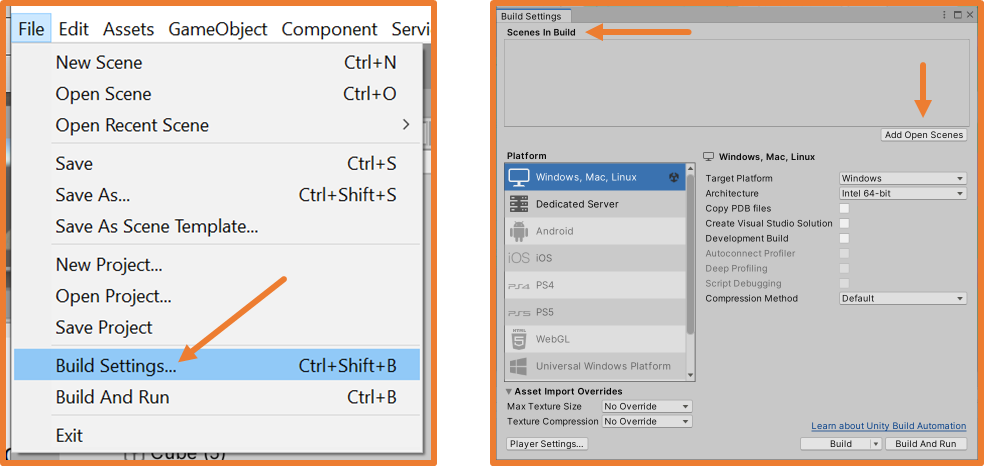 File Edit Assets GameObject Component Servi
New Scene Ctrl+N
Open Scene Ctrl+O
Open Recent Scene >
Save Ctrl+S
Save As... Ctrl+Shift+S
Save As Scene Template...
New Project...
Open Project...
Save Project
Build Settings... Ctrl+Shift+B
Build And Run Ctrl+B
Exit
Cube (5)
Build Settings
Scenes In Build
Add Open Scenes
Platform
Windows, Mac, Linux
Dedicated Server
Android
iOS iOS
PS4 PS4
PS5 PS5
HTML 5 WebGL
Universal Windows Platform
Windows, Mac, Linux
Target Platform Windows
Architecture Intel 64-bit
Copy PDB files
Create Visual Studio Solution
Development Build
Autoconnect Profiler
Deep Profiling
Script Debugging
Compression Method Default
Asset Import Overrides
Max Texture Size No Override
Texture Compression No Override
Learn about Unity Build Automation
Player Settings... Build Build And Run